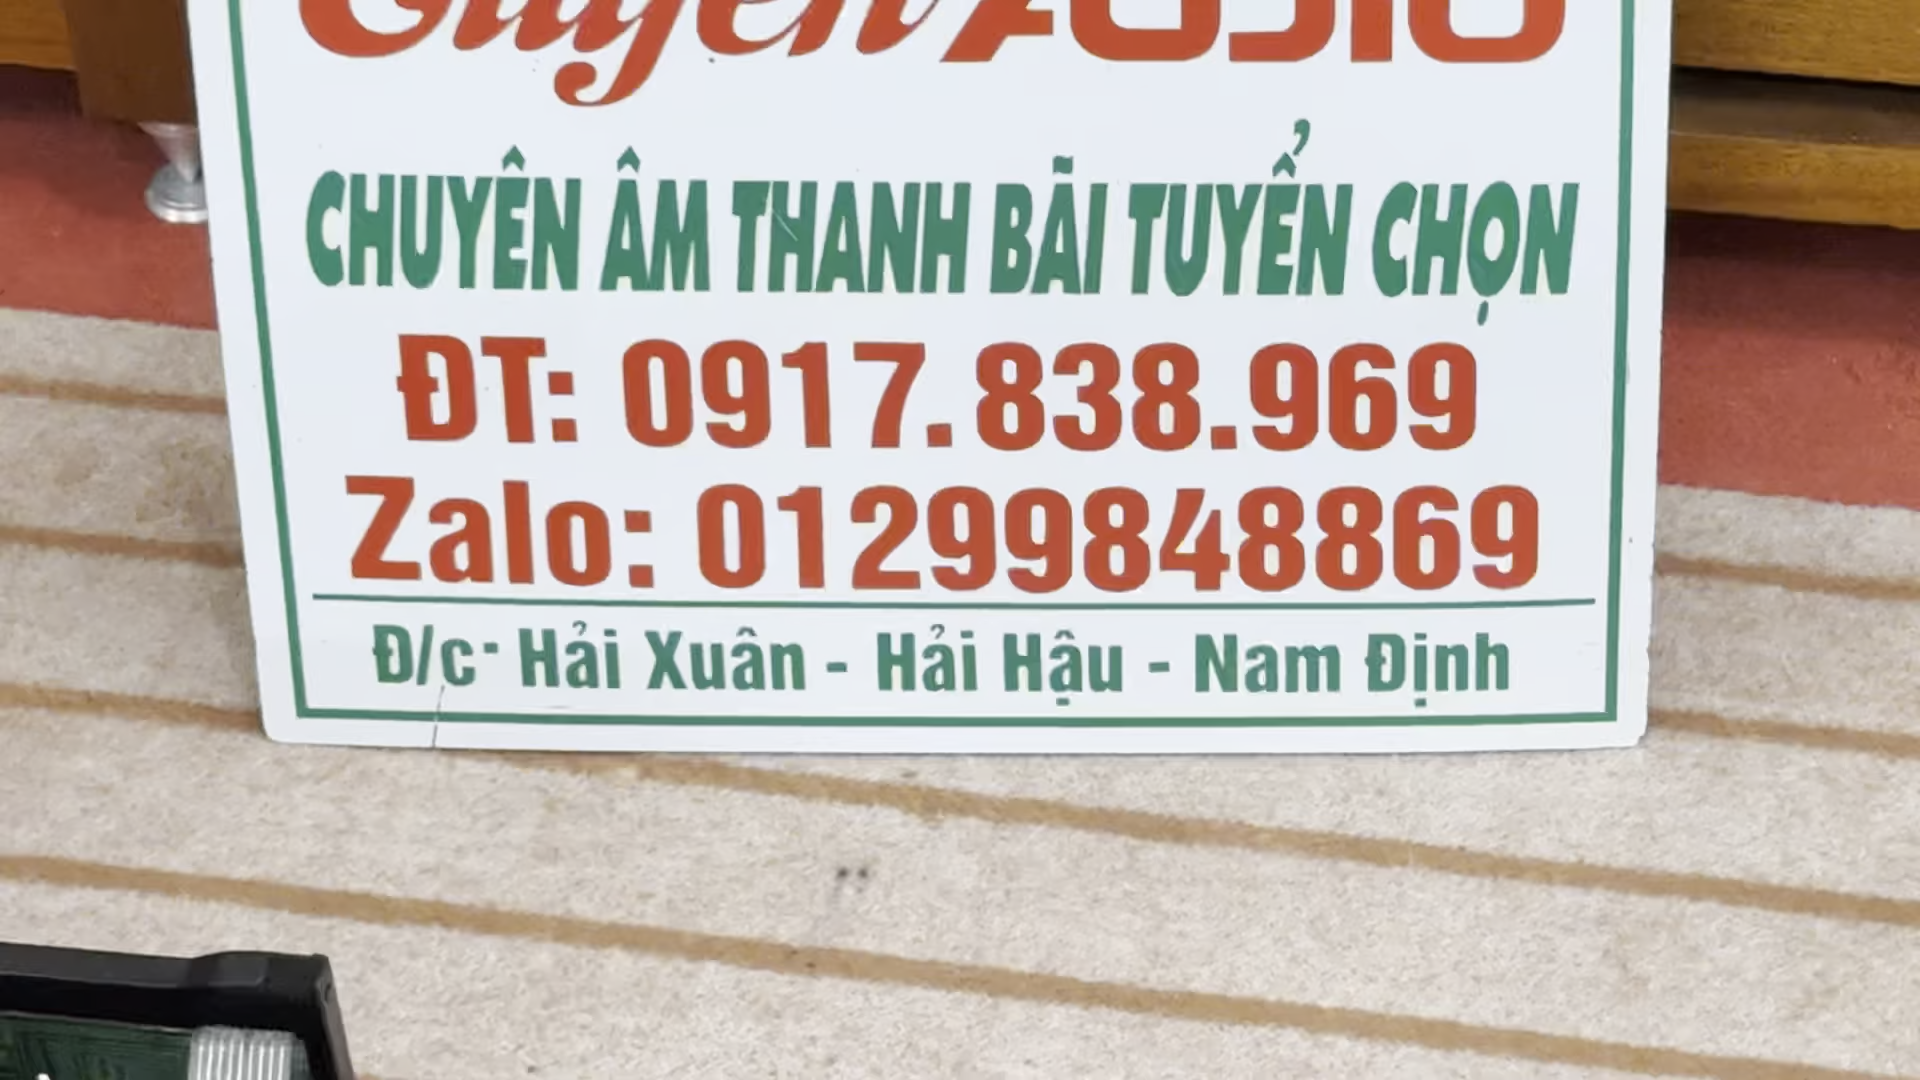 CHUYÊN ÂM THANH BÃI TUYỂN CHỌN
ĐT: 0917.838.969
Zalo: 01299848869
Đ/c- Hải Xuân - Hải Hậu - Nam Định